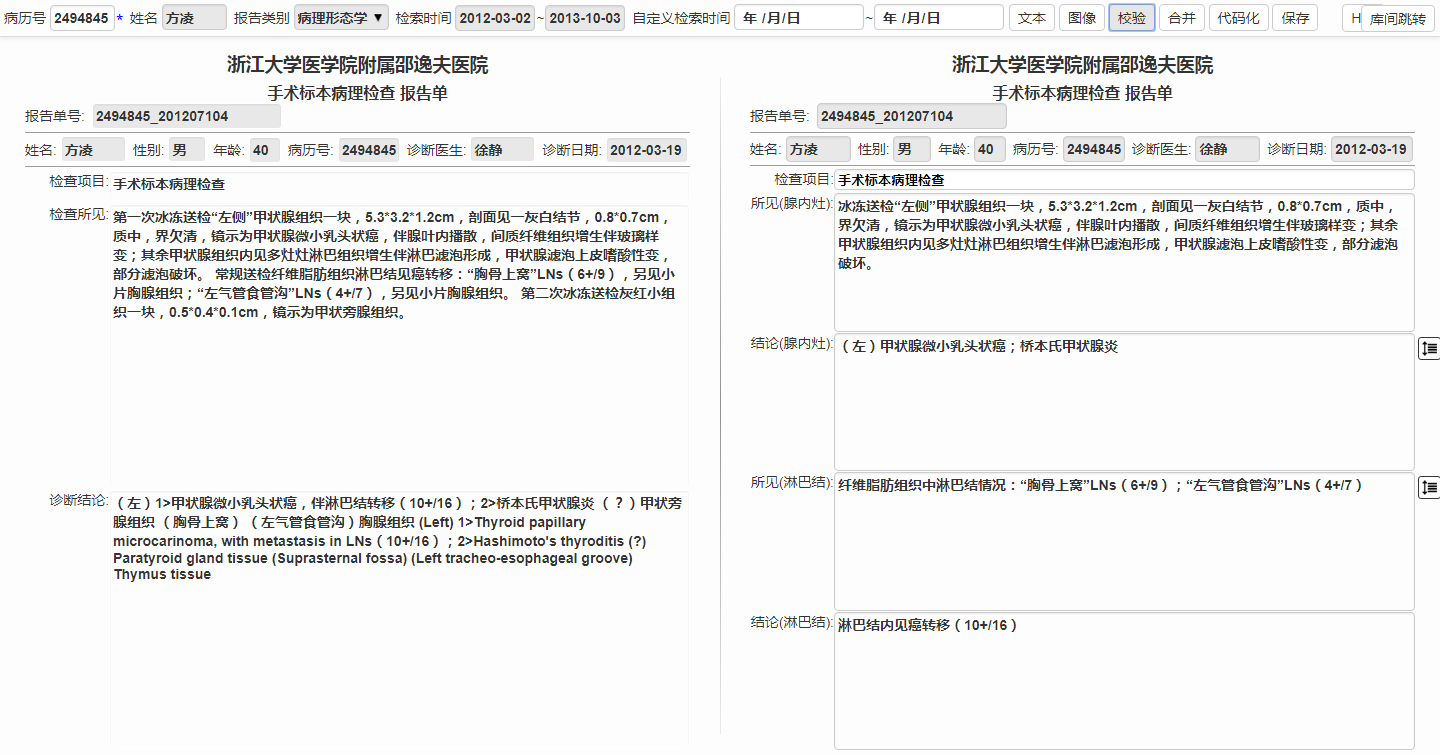 病历号 2494845 * 姓名 方凌 报告类别 病理形态学 ▼ 检索时间 2012-03-02 ~ 2013-10-03 自定义检索时间 年 /月/日 ~ 年 /月/日 文本 图像 校验 合并 代码化 保存 H 库间跳转
浙江大学医学院附属邵逸夫医院
手术标本病理检查 报告单
报告单号: 2494845_201207104
姓名: 方凌 性别: 男 年龄: 40 病历号: 2494845 诊断医生: 徐静 诊断日期: 2012-03-19
检查项目: 手术标本病理检查
检查所见: 第一次冰冻送检“左侧”甲状腺组织一块，5.3*3.2*1.2cm，剖面见一灰白结节，0.8*0.7cm，
质中，界欠清，镜示为甲状腺微小乳头状癌，伴腺叶内播散，间质纤维组织增生伴玻璃样
变；其余甲状腺组织内见多灶灶淋巴组织增生伴淋巴滤泡形成，甲状腺滤泡上皮嗜酸性变，
部分滤泡破坏。 常规送检纤维脂肪组织淋巴结见癌转移：“胸骨上窝”LNs（6+/9），另见小
片胸腺组织；“左气管食管沟”LNs（4+/7），另见小片胸腺组织。 第二次冰冻送检灰红小组
织一块，0.5*0.4*0.1cm，镜示为甲状旁腺组织。
诊断结论: （左）1>甲状腺微小乳头状癌，伴淋巴结转移（10+/16）；2>桥本氏甲状腺炎（？）甲状旁
腺组织 （胸骨上窝）（左气管食管沟）胸腺组织 (Left) 1>Thyroid papillary
microcarcinoma, with metastasis in LNs（10+/16）；2>Hashimoto's thyroditis (?)
Paratyroid gland tissue (Suprasternal fossa) (Left tracheo-esophageal groove)
Thymus tissue
浙江大学医学院附属邵逸夫医院
手术标本病理检查 报告单
报告单号: 2494845_201207104
姓名: 方凌 性别: 男 年龄: 40 病历号: 2494845 诊断医生: 徐静 诊断日期: 2012-03-19
检查项目: 手术标本病理检查
所见(腺内灶): 冰冻送检“左侧”甲状腺组织一块，5.3*3.2*1.2cm，剖面见一灰白结节，0.8*0.7cm，质中，
界欠清，镜示为甲状腺微小乳头状癌，伴腺叶内播散，间质纤维组织增生伴玻璃样变；其余
甲状腺组织内见多灶灶淋巴组织增生伴淋巴滤泡形成，甲状腺滤泡上皮嗜酸性变，部分滤泡
破坏。
结论(腺内灶): （左）甲状腺微小乳头状癌；桥本氏甲状腺炎
所见(淋巴结): 纤维脂肪组织中淋巴结情况：“胸骨上窝”LNs（6+/9）；“左气管食管沟”LNs（4+/7）
结论(淋巴结): 淋巴结内见癌转移（10+/16）